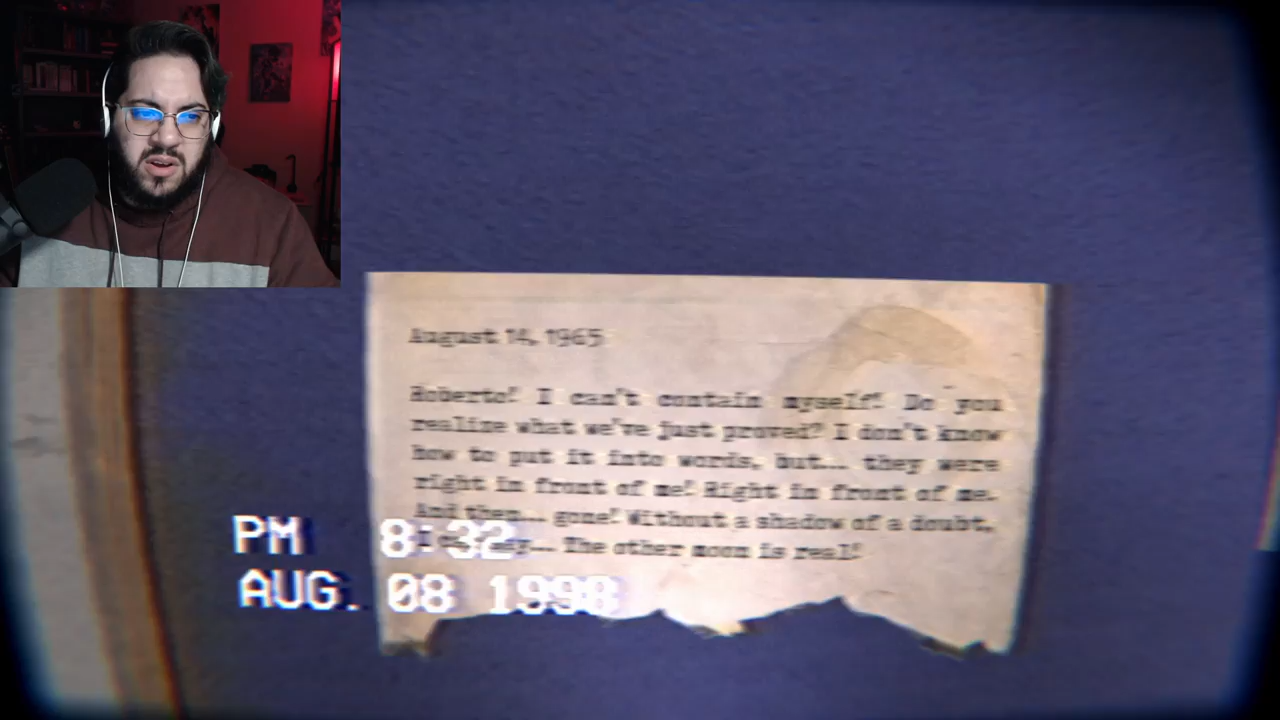 August 14, 1965
Roberto! I can't contain myself! Do you
realize what we've just proved? I don't know
how to put it into words, but... they were
right in front of me! Right in front of me.
And then... gone! Without a shadow of a doubt,
The other moon is real!
PM 8:32
AUG. 08 1998